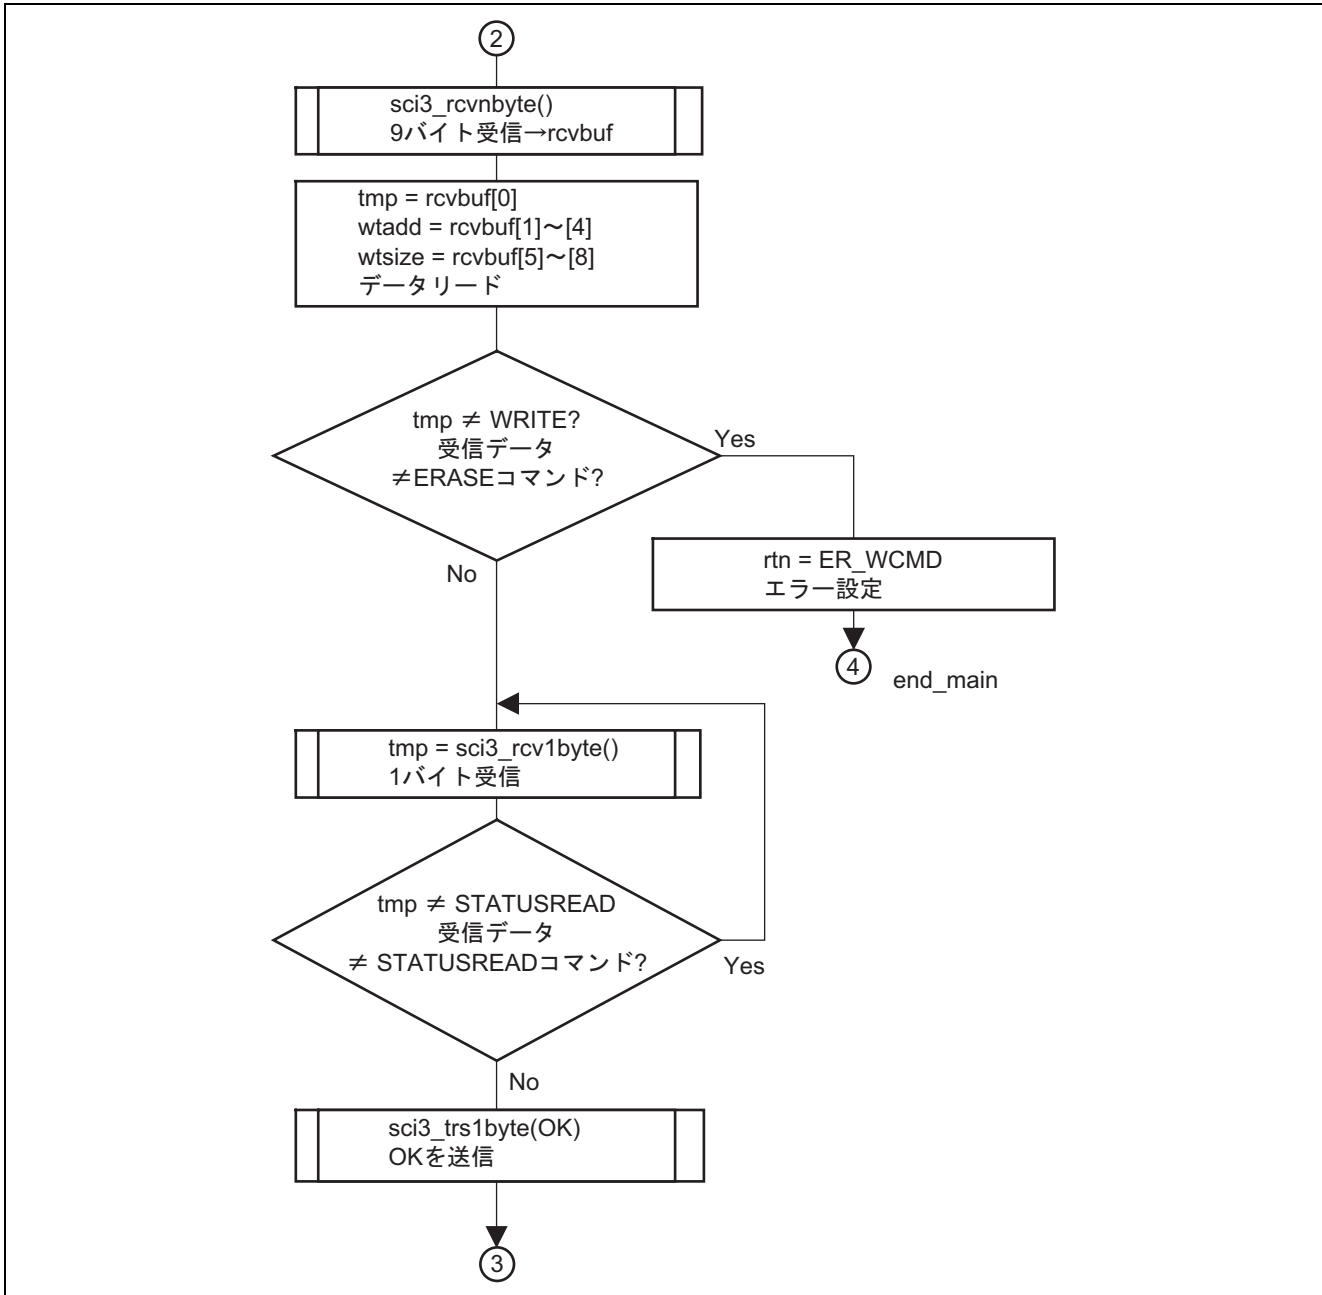 2
sci3_rcvnbyte()
9バイト受信→rcvbuf
tmp = rcvbuf[0]
wtadd = rcvbuf[1]～[4]
wtsize = rcvbuf[5]～[8]
データリード
tmp ≠ WRITE?
受信データ
≠ERASEコマンド?
Yes
No
rtn = ER_WCMD
エラー設定
4
end_main
tmp = sci3_rcv1byte()
1バイト受信
tmp ≠ STATUSREAD
受信データ
≠ STATUSREADコマンド?
Yes
No
sci3_trs1byte(OK)
OKを送信
3